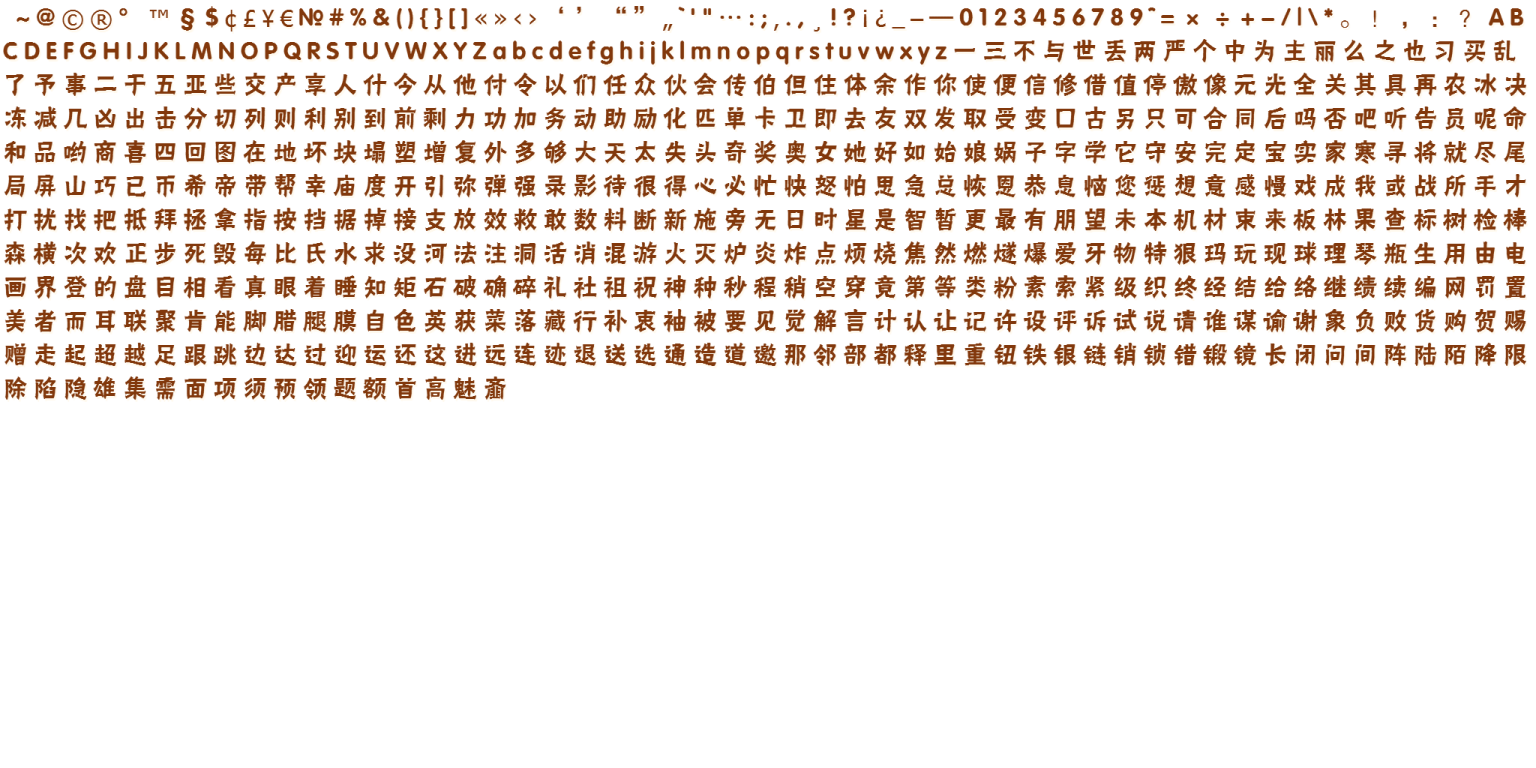 ~@©®° ™§$¢£¥€№#%&(){}[]«»‹› ‘’ “” „`'"…:;,.,¸!?¡¿_–—0123456789ˆ=×÷+−/|\*。！，：？AB
CDEFGHIJKLMNOPQRSTUVWXYZabcdefghijklmnopqrstuvwxyz一三不与世丢两严个中为主丽么之也习买乱
了予事二干五亚些交产享人什今从他付令以们任众伙会传伯但住体余作你使便信修借值停傲像元光全关其具再农冰决
冻减几凶出击分切列则利别到前剩力功加务动助励化匹单卡卫即去友双发取受变口古另只可合同后吗否吧听告员呢命
和品哟商喜四回图在地坏块塌塑增复外多够大天太失头奇奖奥女她好如始娘娲子字学它守安完定宝实家寒寻将就尽尾
局屏山巧已币希帝带帮幸庙度开引弥弹强录影待很得心必忙快怒怕思急总恢恩恭息恼您惩想意感慢戏成我或战所手才
打扰找把抵拜拯拿指按挡据掉接支放效救敢数料断新施旁无日时星是智暂更最有朋望未本机材束来板林果查标树检棒
森横次欢正步死毁每比氏水求没河法注洞活消混游火灭炉炎炸点烦烧焦然燃燧爆爱牙物特狠玛玩现球理琴瓶生用由电
画界登的盘目相看真眼着睡知矩石破确碎礼社祖祝神种秒程稍空穿竟第等类粉素索紧级织终经结给络继绩续编网罚置
美者而耳联聚肯能脚腊腿膜自色英获菜落藏行补衷袖被要见觉解言计认让记许设评诉试说请谁谋谕谢象负败货购贺赐
赠走起超越足跟跳边达过迎运还这进远连迹退送选通造道邀那邻部都释里重钮铁银链销锁错锻镜长闭问间阵陆陌降限
除陷隐雄集需面项须预领题额首高魅齑